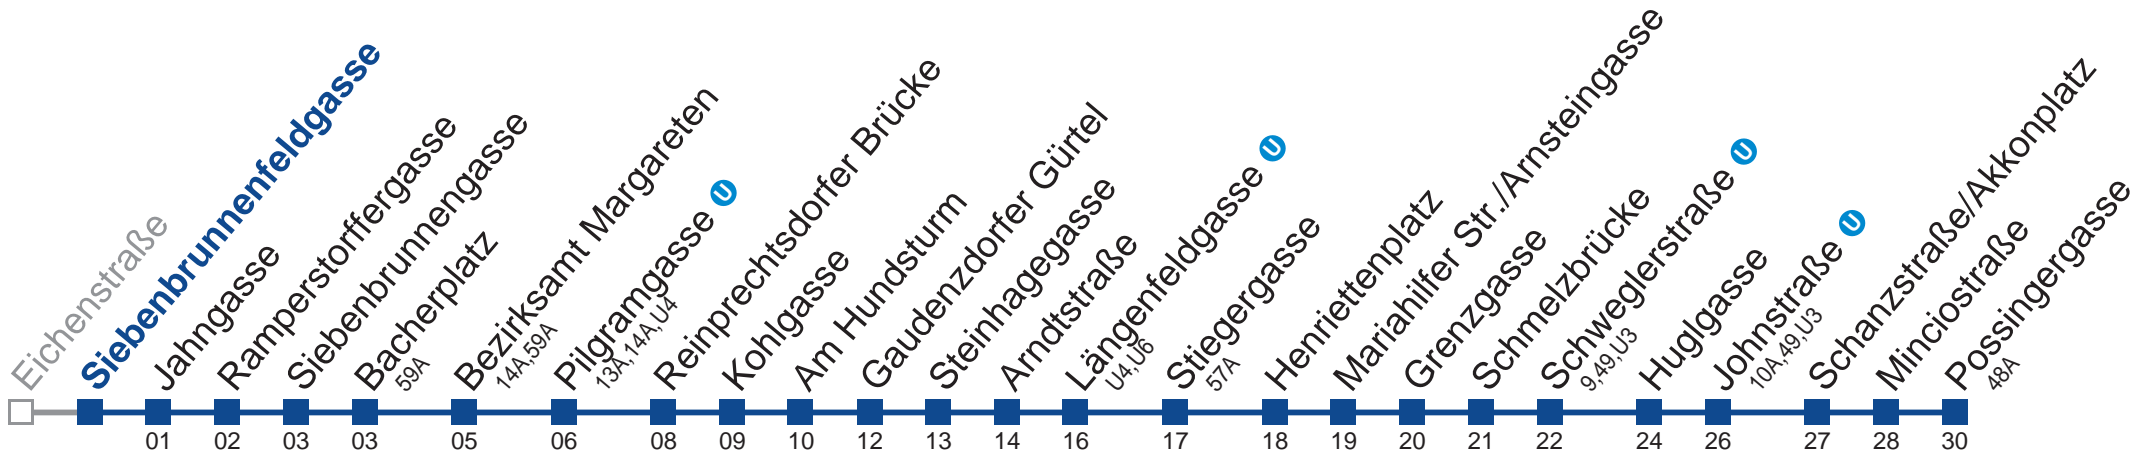 Eichenstraße
Siebenbrunnenfeldgasse
Jahngasse
Ramperstorffergasse
Siebenbrunnengasse
Bacherplatz
59A
Bezirksamt Margareten
14A,59A
Pilgramgasse U
13A,14A,U4
Reinprechtsdorfer Brücke
Kohlgasse
Am Hundsturm
Gaudenzdorfer Gürtel
Steinhagegasse
Arndtstraße
Längenfeldgasse U
U4,U6
Stiegergasse
57A
Henriettenplatz
Mariahilfer Str./Arnsteingasse
Grenzgasse
Schmelzbrücke
Schweglerstraße U
9,49,U3
Huglgasse
Johnstraße U
10A,49,U3
Schanzstraße/Akkonplatz
Minciostraße
Possingergasse
48A
01 02 03 03 05 06 08 09 10 12 13 14 16 17 18 19 20 21 22 24 26 27 28 30